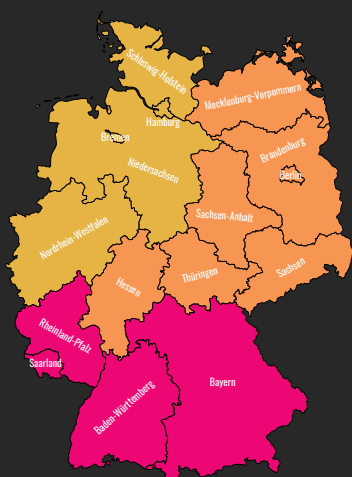 Schleswig-Holstein
Mecklenburg-Vorpommern
Hamburg
Bremen
Brandenburg
Niedersachsen
Berlin
Sachsen-Anhalt
Nordrhein-Westfalen
Sachsen
Thüringen
Hessen
Rheinland-Pfalz
Saarland
Bayern
Baden-Württemberg